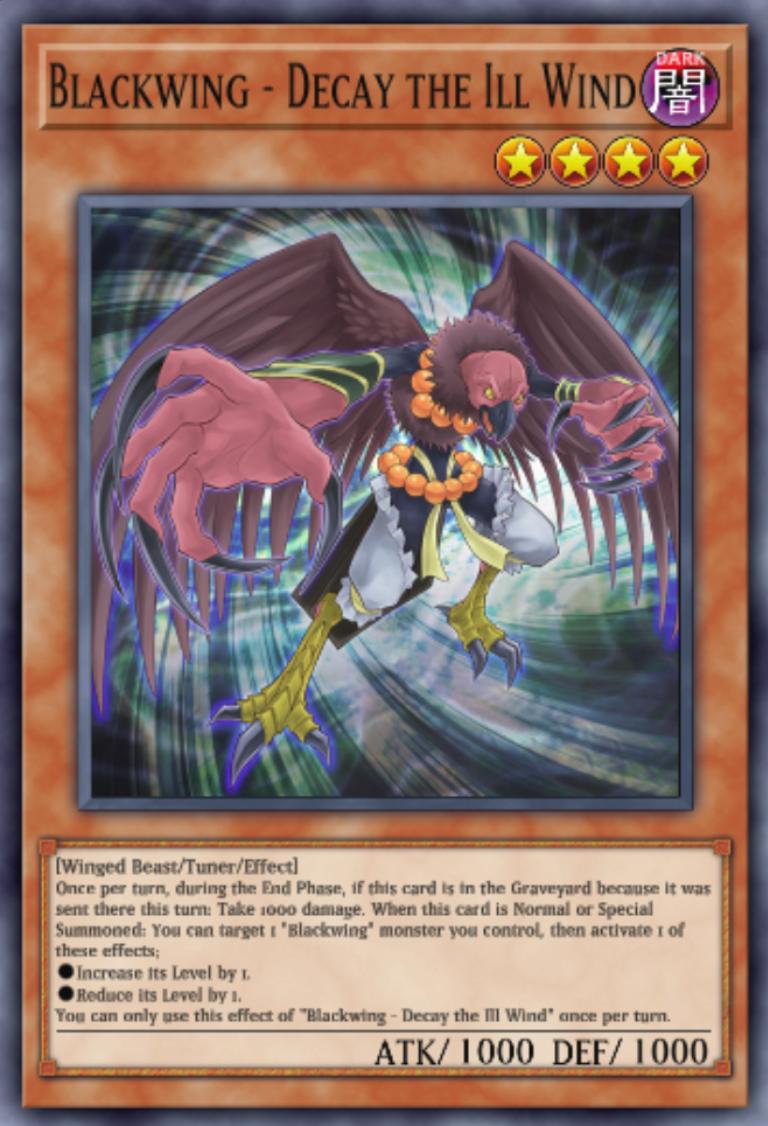 BLACKWING - DECAY THE ILL WIND
DARK
闇
[Winged Beast/Tuner/Effect]
Once per turn, during the End Phase, if this card is in the Graveyard because it was
sent there this turn: Take 1000 damage. When this card is Normal or Special
Summoned: You can target 1 "Blackwing" monster you control, then activate 1 of
these effects;
●Increase its Level by 1.
●Reduce its Level by 1.
You can only use this effect of "Blackwing - Decay the Ill Wind" once per turn.
ATK/ 1000 DEF/ 1000